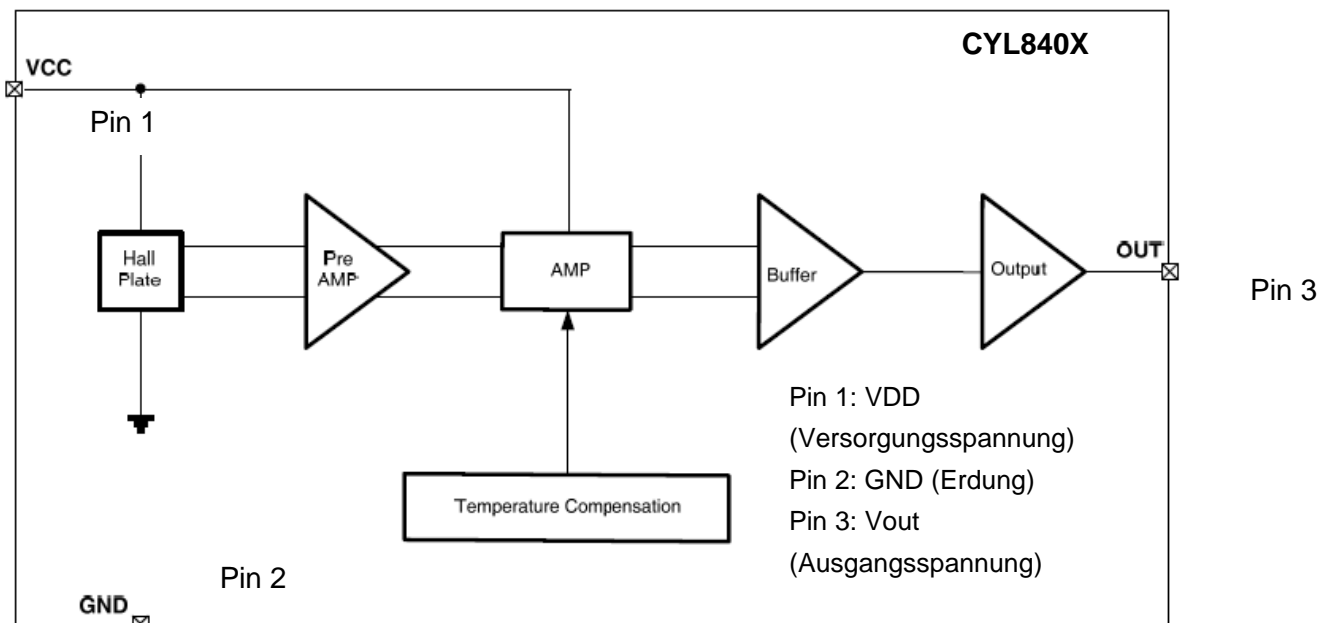 CYL840X
VCC
Pin 1
Hall
Plate
Pre
AMP
AMP
Buffer
Output
OUT
Pin 3
Pin 1: VDD
(Versorgungsspannung)
Pin 2: GND (Erdung)
Pin 3: Vout
(Ausgangsspannung)
Temperature Compensation
Pin 2
GND